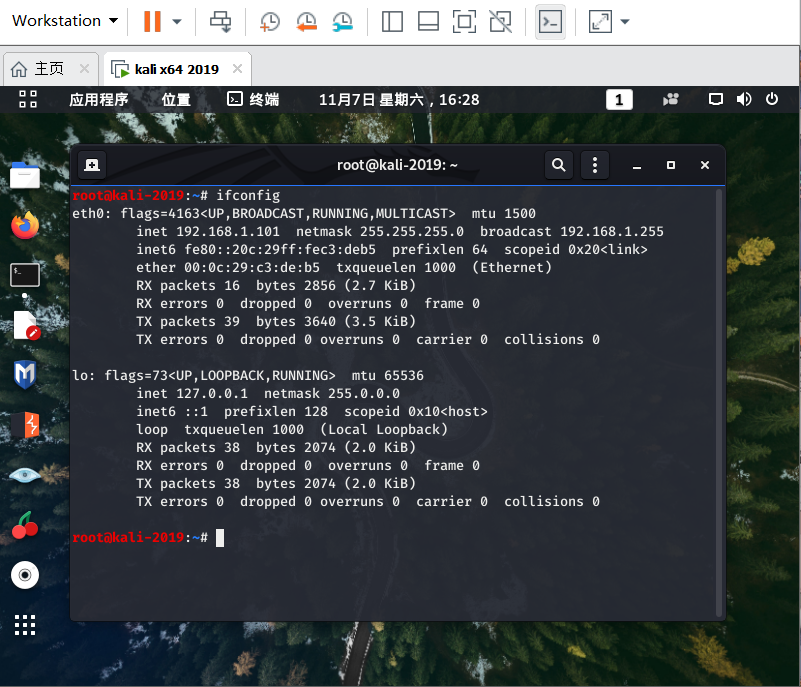 Workstation
主页
kali x64 2019
应用程序 位置 终端 11月7日 星期六，16:28 1
root@kali-2019: ~
root@kali-2019:~# ifconfig
eth0: flags=4163<UP,BROADCAST,RUNNING,MULTICAST>  mtu 1500
        inet 192.168.1.101  netmask 255.255.255.0  broadcast 192.168.1.255
        inet6 fe80::20c:29ff:fec3:deb5  prefixlen 64  scopeid 0x20<link>
        ether 00:0c:29:c3:de:b5  txqueuelen 1000  (Ethernet)
        RX packets 16  bytes 2856 (2.7 KiB)
        RX errors 0  dropped 0  overruns 0  frame 0
        TX packets 39  bytes 3640 (3.5 KiB)
        TX errors 0  dropped 0 overruns 0  carrier 0  collisions 0

lo: flags=73<UP,LOOPBACK,RUNNING>  mtu 65536
        inet 127.0.0.1  netmask 255.0.0.0
        inet6 ::1  prefixlen 128  scopeid 0x10<host>
        loop  txqueuelen 1000  (Local Loopback)
        RX packets 38  bytes 2074 (2.0 KiB)
        RX errors 0  dropped 0  overruns 0  frame 0
        TX packets 38  bytes 2074 (2.0 KiB)
        TX errors 0  dropped 0 overruns 0  carrier 0  collisions 0

root@kali-2019:~#